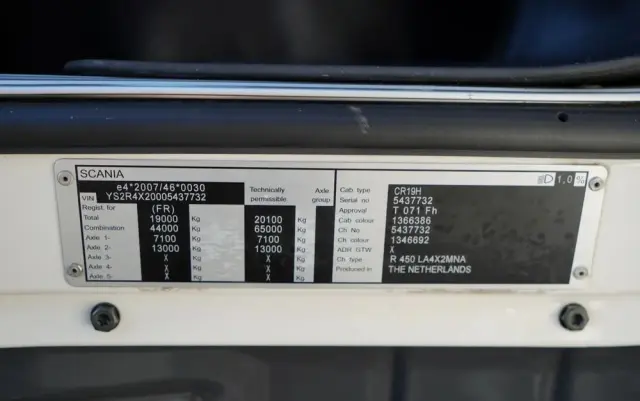 SCANIA
1,0 %
e4*2007/46*0030
VIN YS2R4X20005437732
Technically permissible
Axle group
Regist. for (FR)
Total 19000 Kg 20100 Kg
Combination 44000 Kg 65000 Kg
Axle 1- 7100 Kg 7100 Kg
Axle 2- 13000 Kg 13000 Kg
Axle 3- X Kg X Kg
Axle 4- X Kg X Kg
Axle 5- X Kg X Kg
Cab type CR19H
Serial no 5437732
Approval T 071 Fh
Cab colour 1366386
Ch No 5437732
Ch colour 1346692
ADR GTW X
Ch type R 450 LA4X2MNA
Produced in THE NETHERLANDS